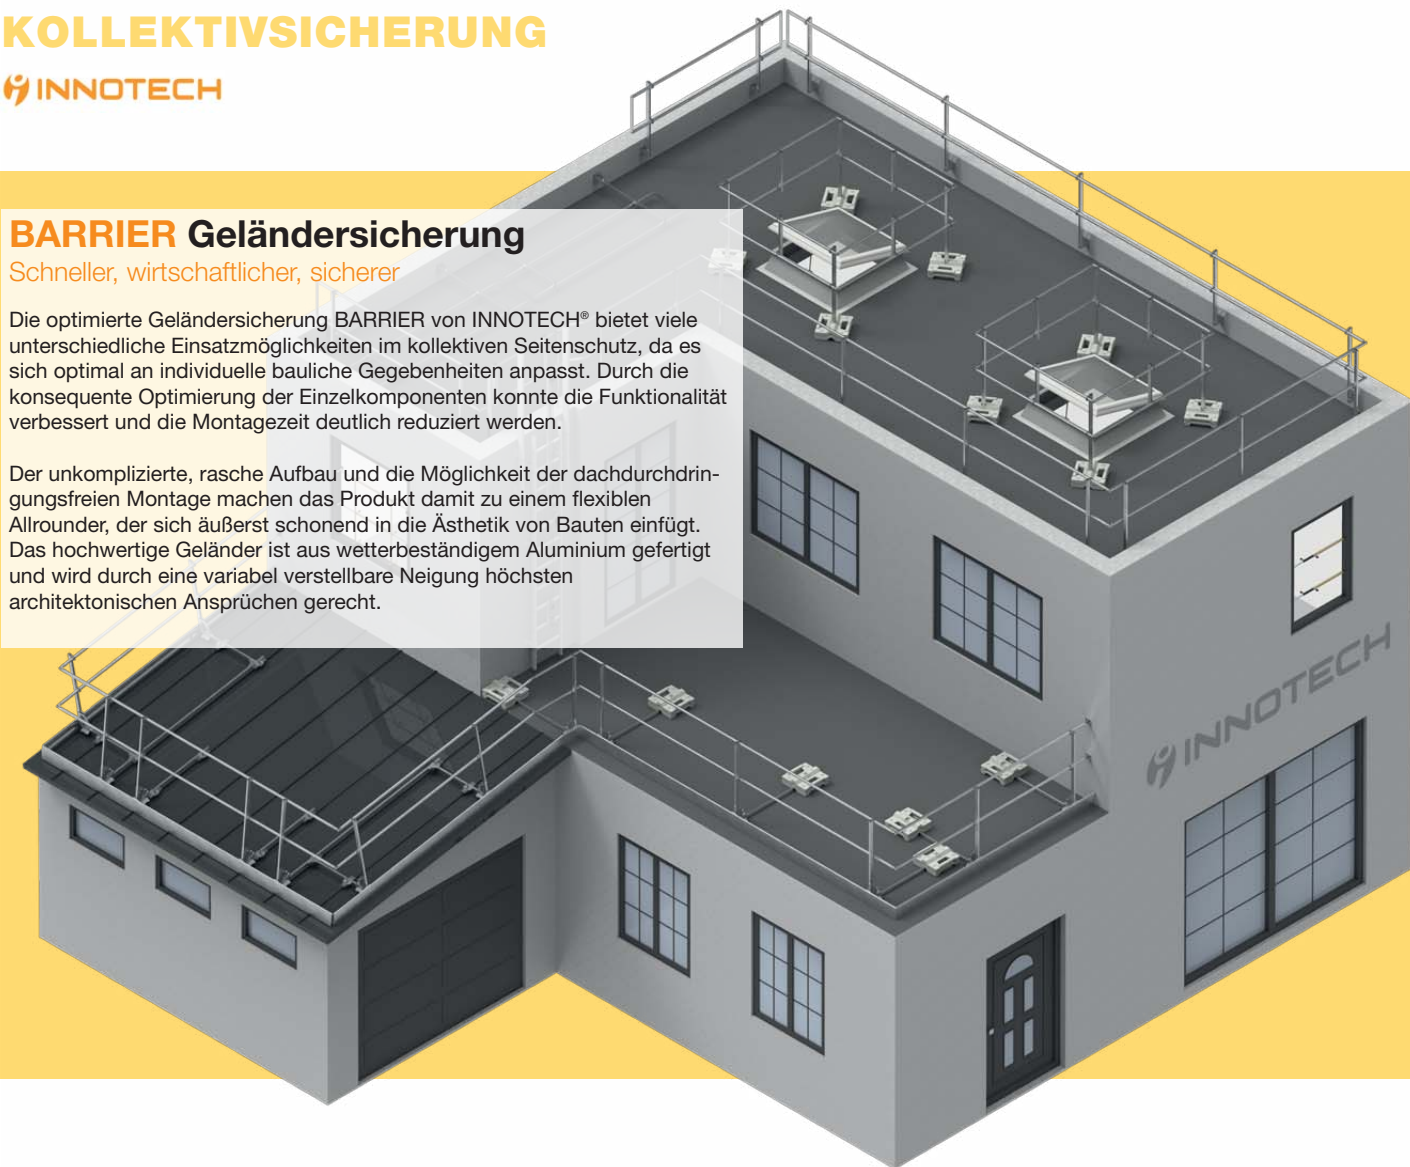 KOLLEKTIVSICHERUNG
INNOTECH
BARRIER Geländersicherung
Schneller, wirtschaftlicher, sicherer
Die optimierte Geländersicherung BARRIER von INNOTECH® bietet viele
unterschiedliche Einsatzmöglichkeiten im kollektiven Seitenschutz, da es
sich optimal an individuelle bauliche Gegebenheiten anpasst. Durch die
konsequente Optimierung der Einzelkomponenten konnte die Funktionalität
verbessert und die Montagezeit deutlich reduziert werden.
Der unkomplizierte, rasche Aufbau und die Möglichkeit der dachdurchdrin-
gungsfreien Montage machen das Produkt damit zu einem flexiblen
Allrounder, der sich äußerst schonend in die Ästhetik von Bauten einfügt.
Das hochwertige Geländer ist aus wetterbeständigem Aluminium gefertigt
und wird durch eine variabel verstellbare Neigung höchsten
architektonischen Ansprüchen gerecht.
INNOTECH